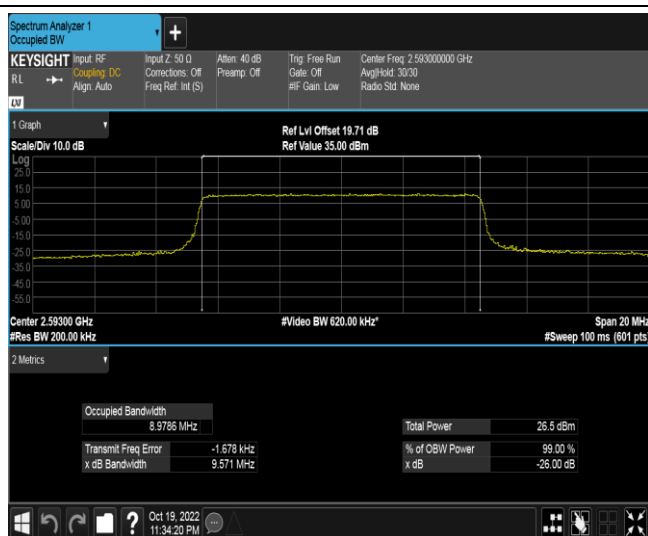 Spectrum Analyzer 1
Occupied BW
KEYSIGHT
RL
LXI
Input: RF
Coupling: DC
Align: Auto
Input Z: 50 Ω
Corrections: Off
Freq Ref: Int (S)
Atten: 40 dB
Preamp: Off
Trig: Free Run
Gate: Off
#IF Gain: Low
Center Freq: 2.593000000 GHz
Avg|Hold: 30/30
Radio Std: None
1 Graph
Scale/Div 10.0 dB
Ref Lvl Offset 19.71 dB
Ref Value 35.00 dBm
Log
25.0
15.0
5.00
-5.00
-15.0
-25.0
-35.0
-45.0
-55.0
Center 2.59300 GHz
#Res BW 200.00 kHz
#Video BW 620.00 kHz*
Span 20 MHz
#Sweep 100 ms (601 pts)
2 Metrics
Occupied Bandwidth
8.9786 MHz
Transmit Freq Error -1.678 kHz
x dB Bandwidth 9.571 MHz
Total Power 26.5 dBm
% of OBW Power 99.00 %
x dB -26.00 dB
?
Oct 19, 2022
11:34:20 PM